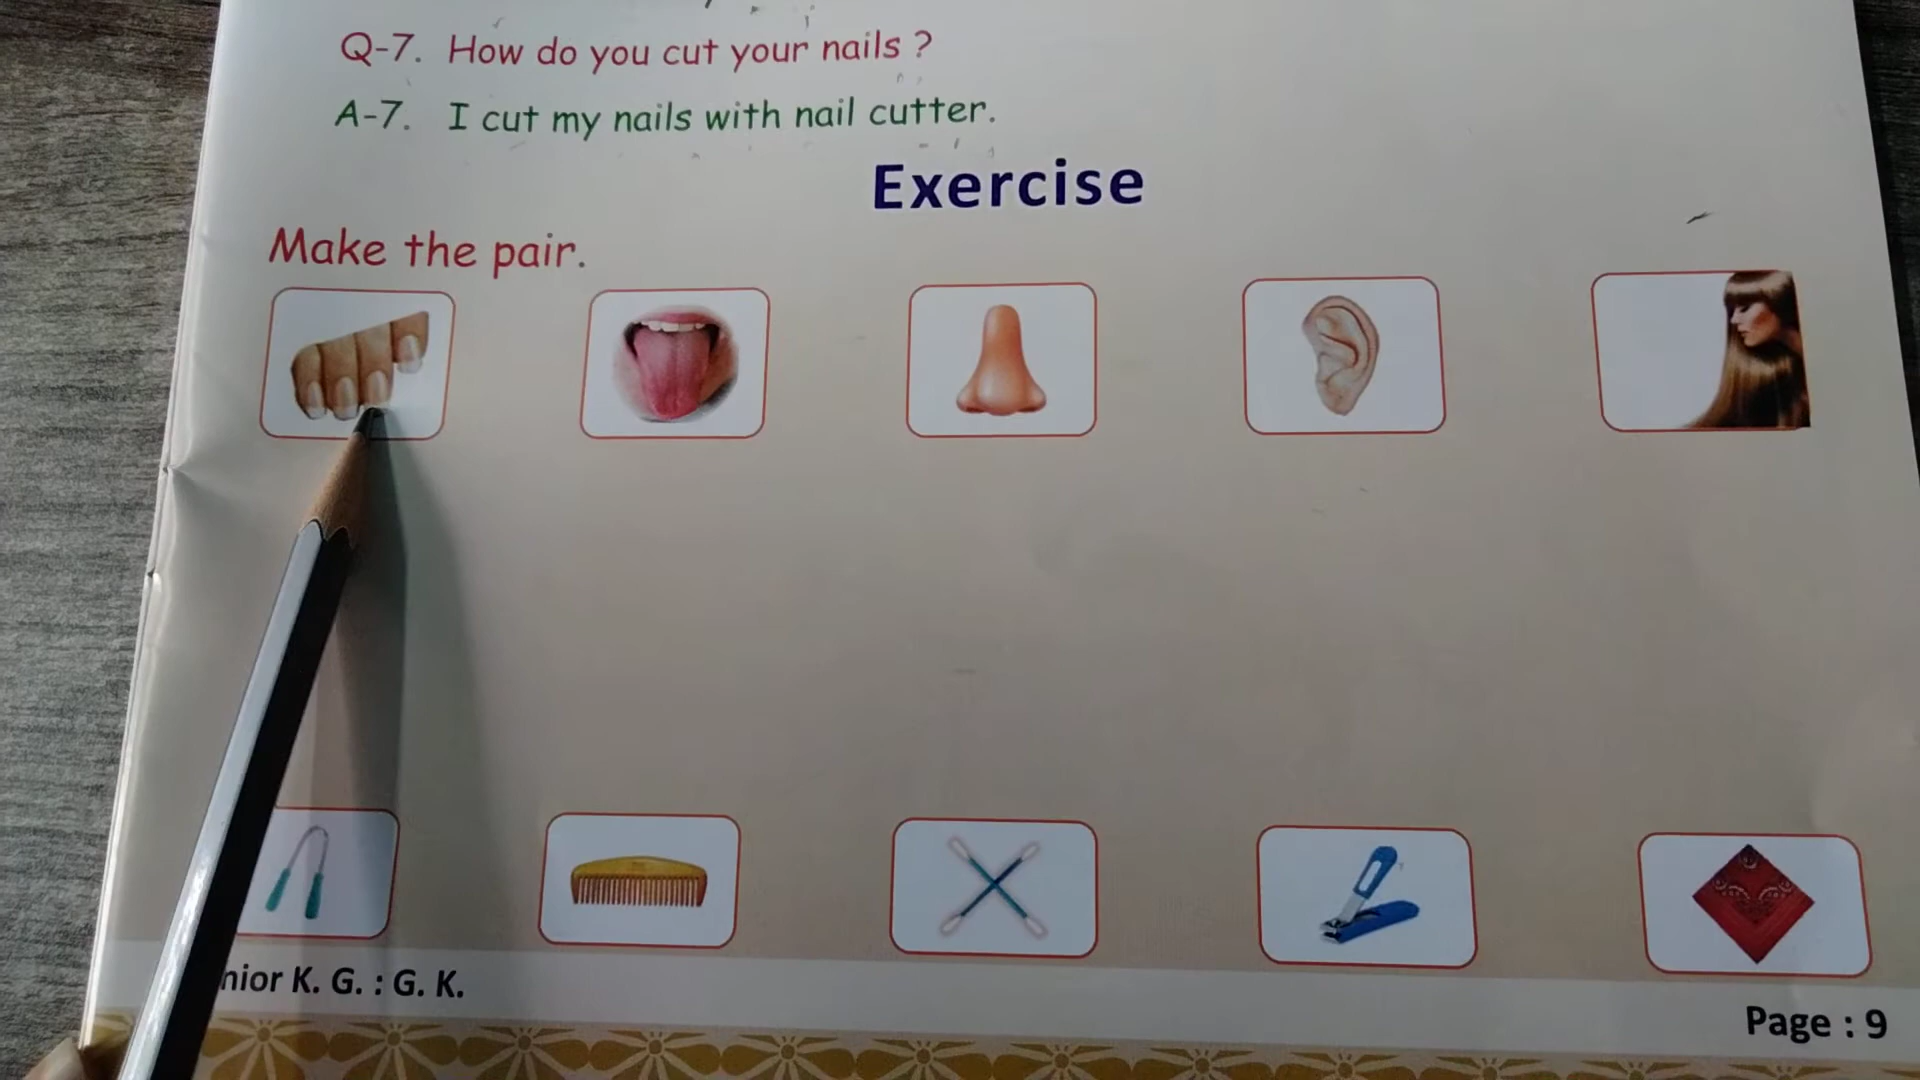 Q-7. How do you cut your nails ?
A-7. I cut my nails with nail cutter.
Exercise
Make the pair.
nior K. G. : G. K.
Page : 9